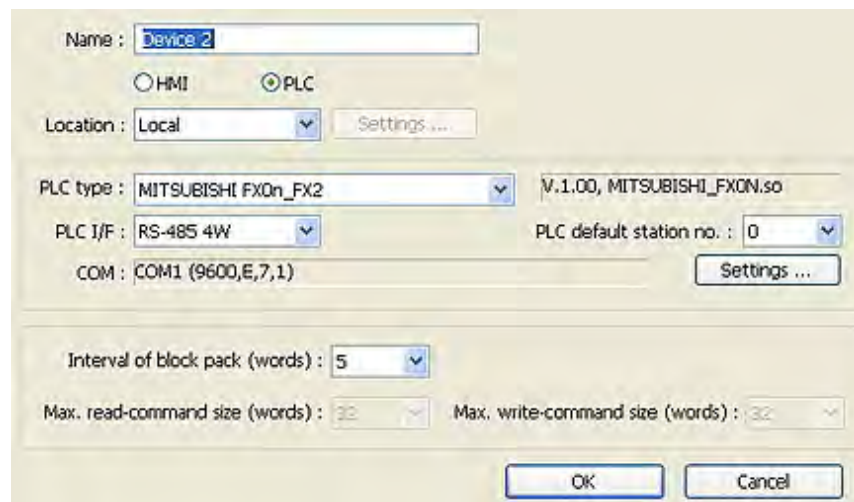 Name : Device 2
HMI PLC
Location : Local Settings ...
PLC type : MITSUBISHI FX0n_FX2 V.1.00, MITSUBISHI_FX0N.so
PLC I/F : RS-485 4W PLC default station no. : 0
COM : COM1 (9600,E,7,1) Settings ...
Interval of block pack (words) : 5
Max. read-command size (words) : 32 Max. write-command size (words) : 32
OK Cancel